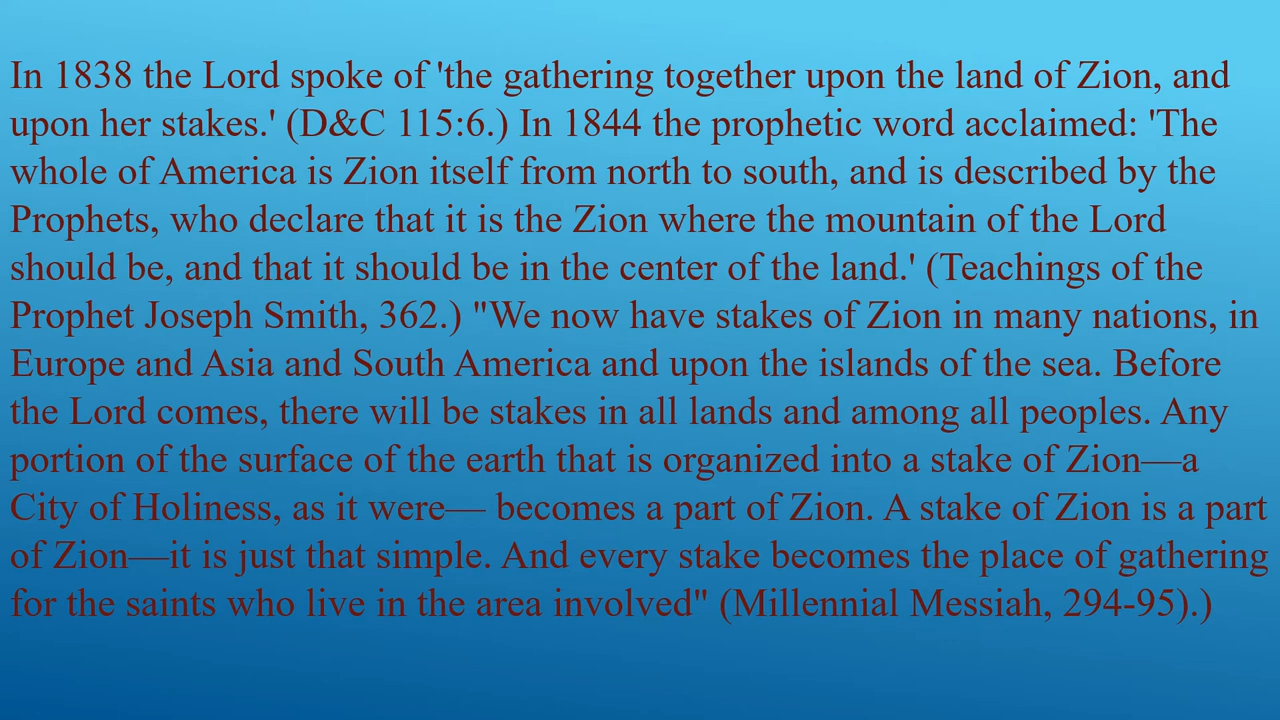 In 1838 the Lord spoke of 'the gathering together upon the land of Zion, and
upon her stakes.' (D&C 115:6.) In 1844 the prophetic word acclaimed: 'The
whole of America is Zion itself from north to south, and is described by the
Prophets, who declare that it is the Zion where the mountain of the Lord
should be, and that it should be in the center of the land.' (Teachings of the
Prophet Joseph Smith, 362.) "We now have stakes of Zion in many nations, in
Europe and Asia and South America and upon the islands of the sea. Before
the Lord comes, there will be stakes in all lands and among all peoples. Any
portion of the surface of the earth that is organized into a stake of Zion—a
City of Holiness, as it were— becomes a part of Zion. A stake of Zion is a part
of Zion—it is just that simple. And every stake becomes the place of gathering
for the saints who live in the area involved" (Millennial Messiah, 294-95).)